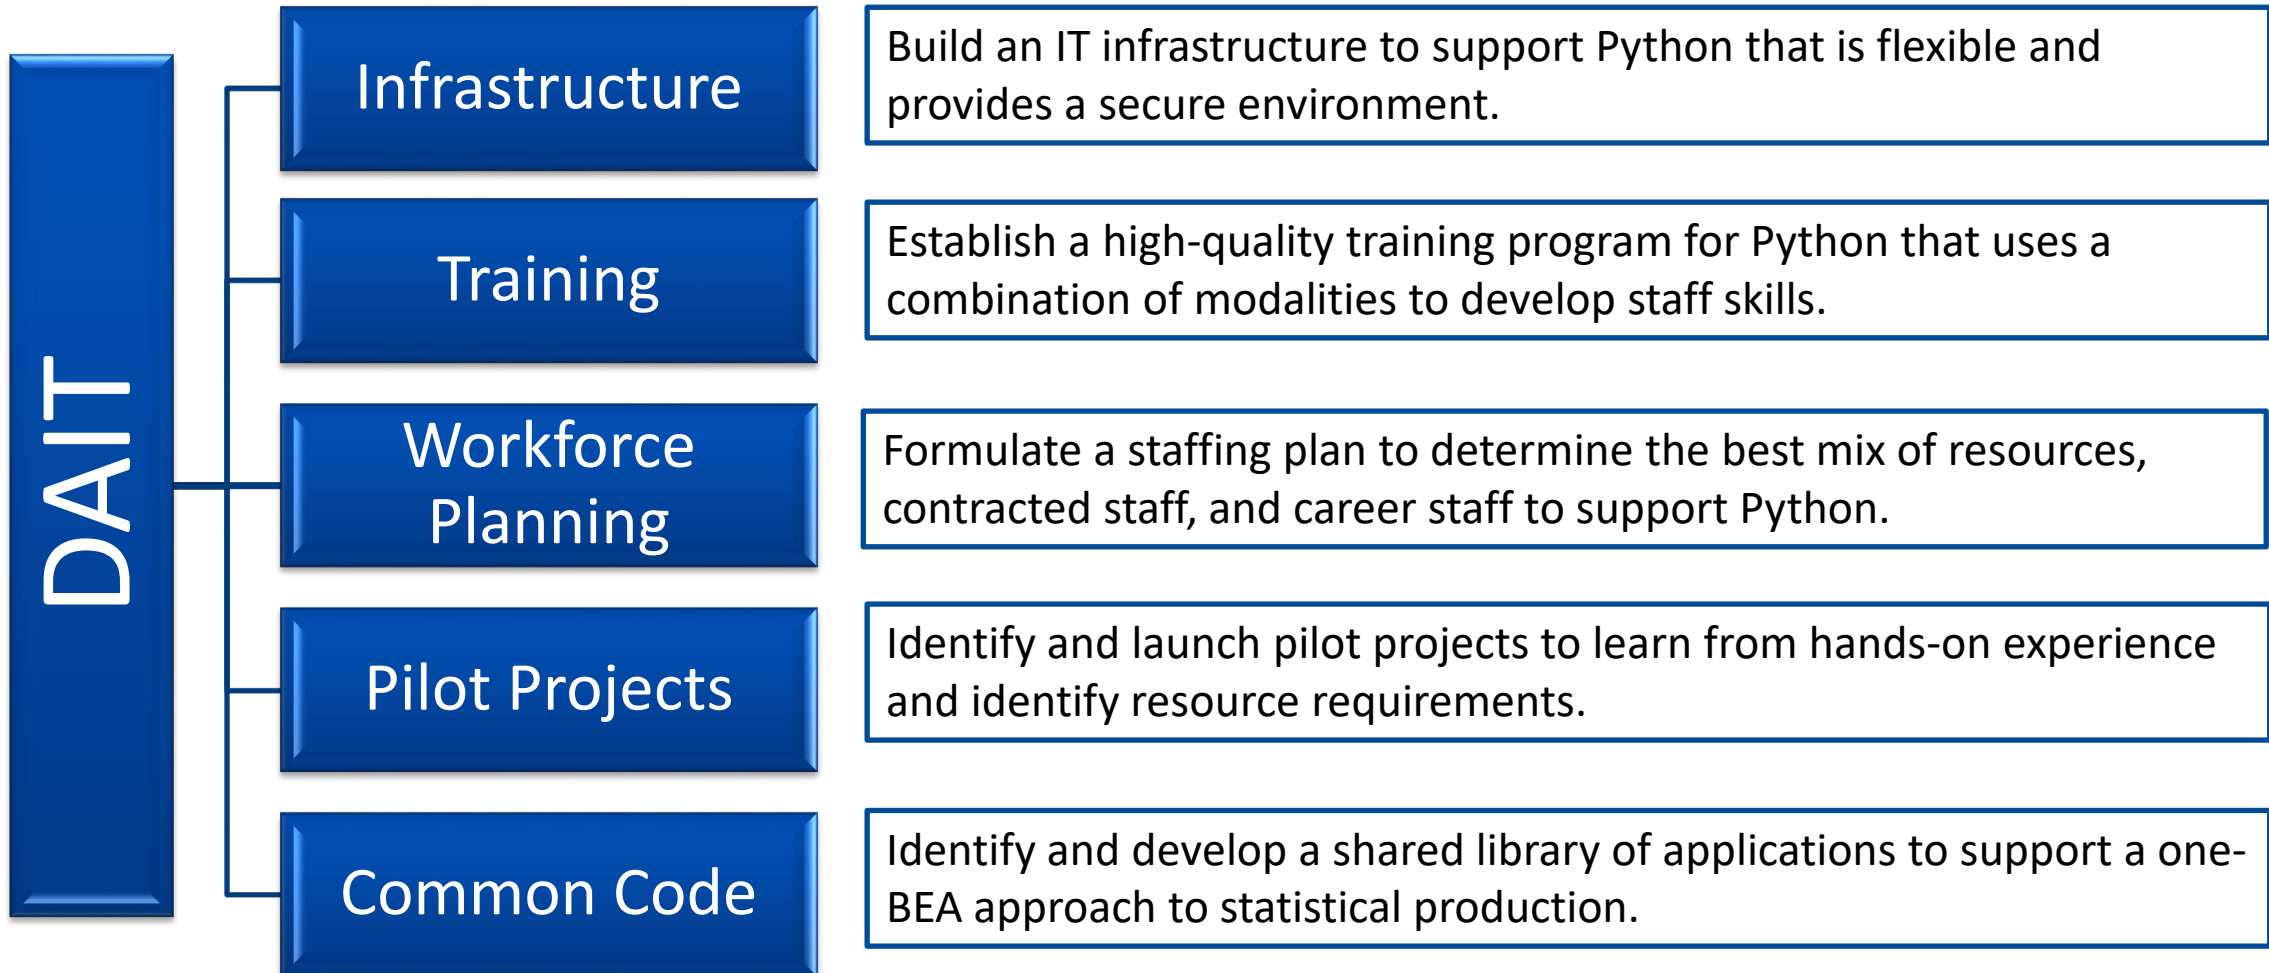 DAIT
Infrastructure
Build an IT infrastructure to support Python that is flexible and
provides a secure environment.
Training
Establish a high-quality training program for Python that uses a
combination of modalities to develop staff skills.
Workforce
Planning
Formulate a staffing plan to determine the best mix of resources,
contracted staff, and career staff to support Python.
Pilot Projects
Identify and launch pilot projects to learn from hands-on experience
and identify resource requirements.
Common Code
Identify and develop a shared library of applications to support a one-
BEA approach to statistical production.